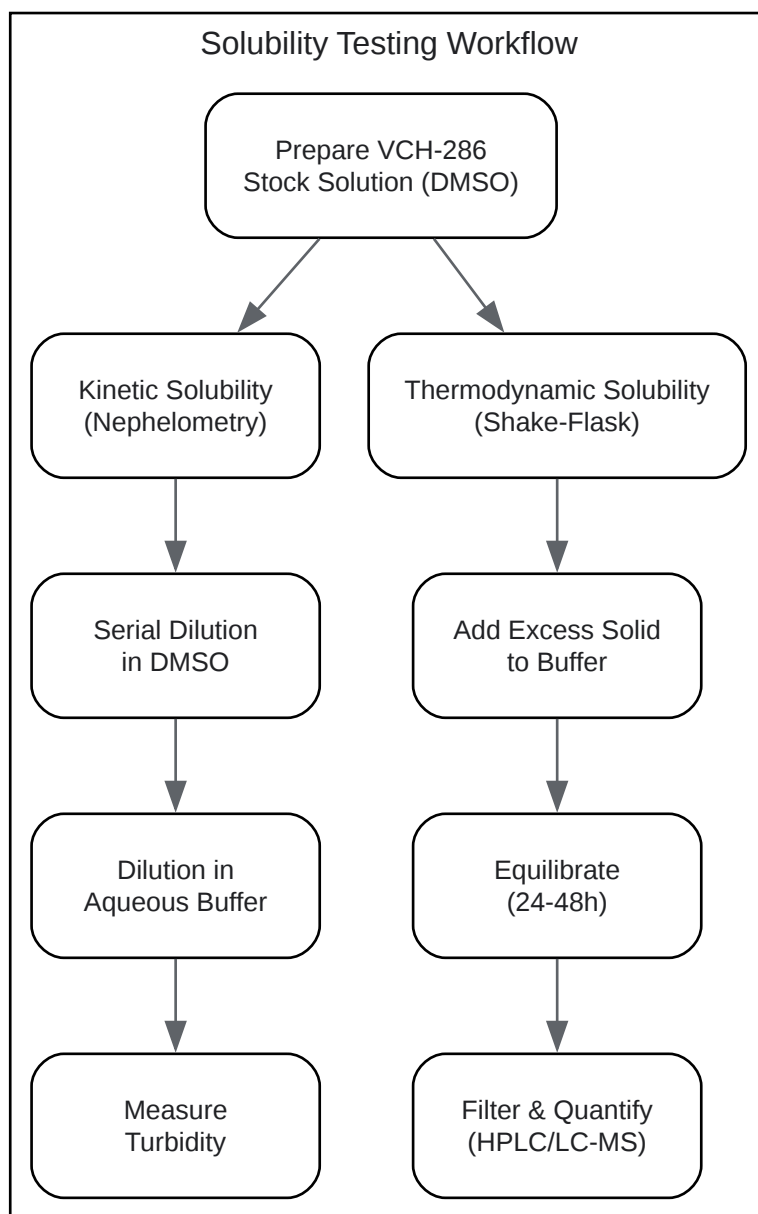 Solubility Testing Workflow
Prepare VCH-286
Stock Solution (DMSO)
Kinetic Solubility
(Nephelometry)
Thermodynamic Solubility
(Shake-Flask)
Serial Dilution
in DMSO
Add Excess Solid
to Buffer
Dilution in
Aqueous Buffer
Equilibrate
(24-48h)
Measure
Turbidity
Filter & Quantify
(HPLC/LC-MS)